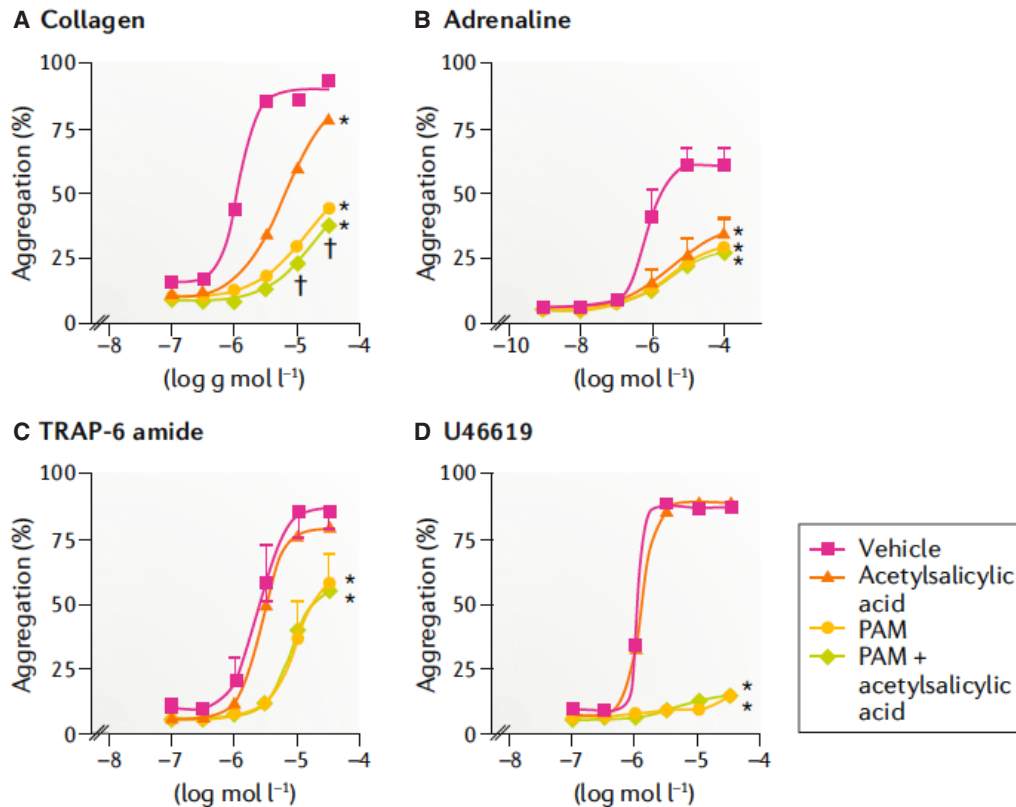 A Collagen
B Adrenaline
Aggregation (%)
100
75
50
25
0
*
*
*
†
†
−8
−7
−6
−5
−4
(log g mol l⁻¹)
Aggregation (%)
100
75
50
25
0
*
*
*
−10
−8
−6
−4
(log mol l⁻¹)
C TRAP-6 amide
D U46619
Aggregation (%)
100
75
50
25
0
*
*
−8
−7
−6
−5
−4
(log mol l⁻¹)
Aggregation (%)
100
75
50
25
0
*
*
−8
−7
−6
−5
−4
(log mol l⁻¹)
Vehicle
Acetylsalicylic
acid
PAM
PAM +
acetylsalicylic
acid